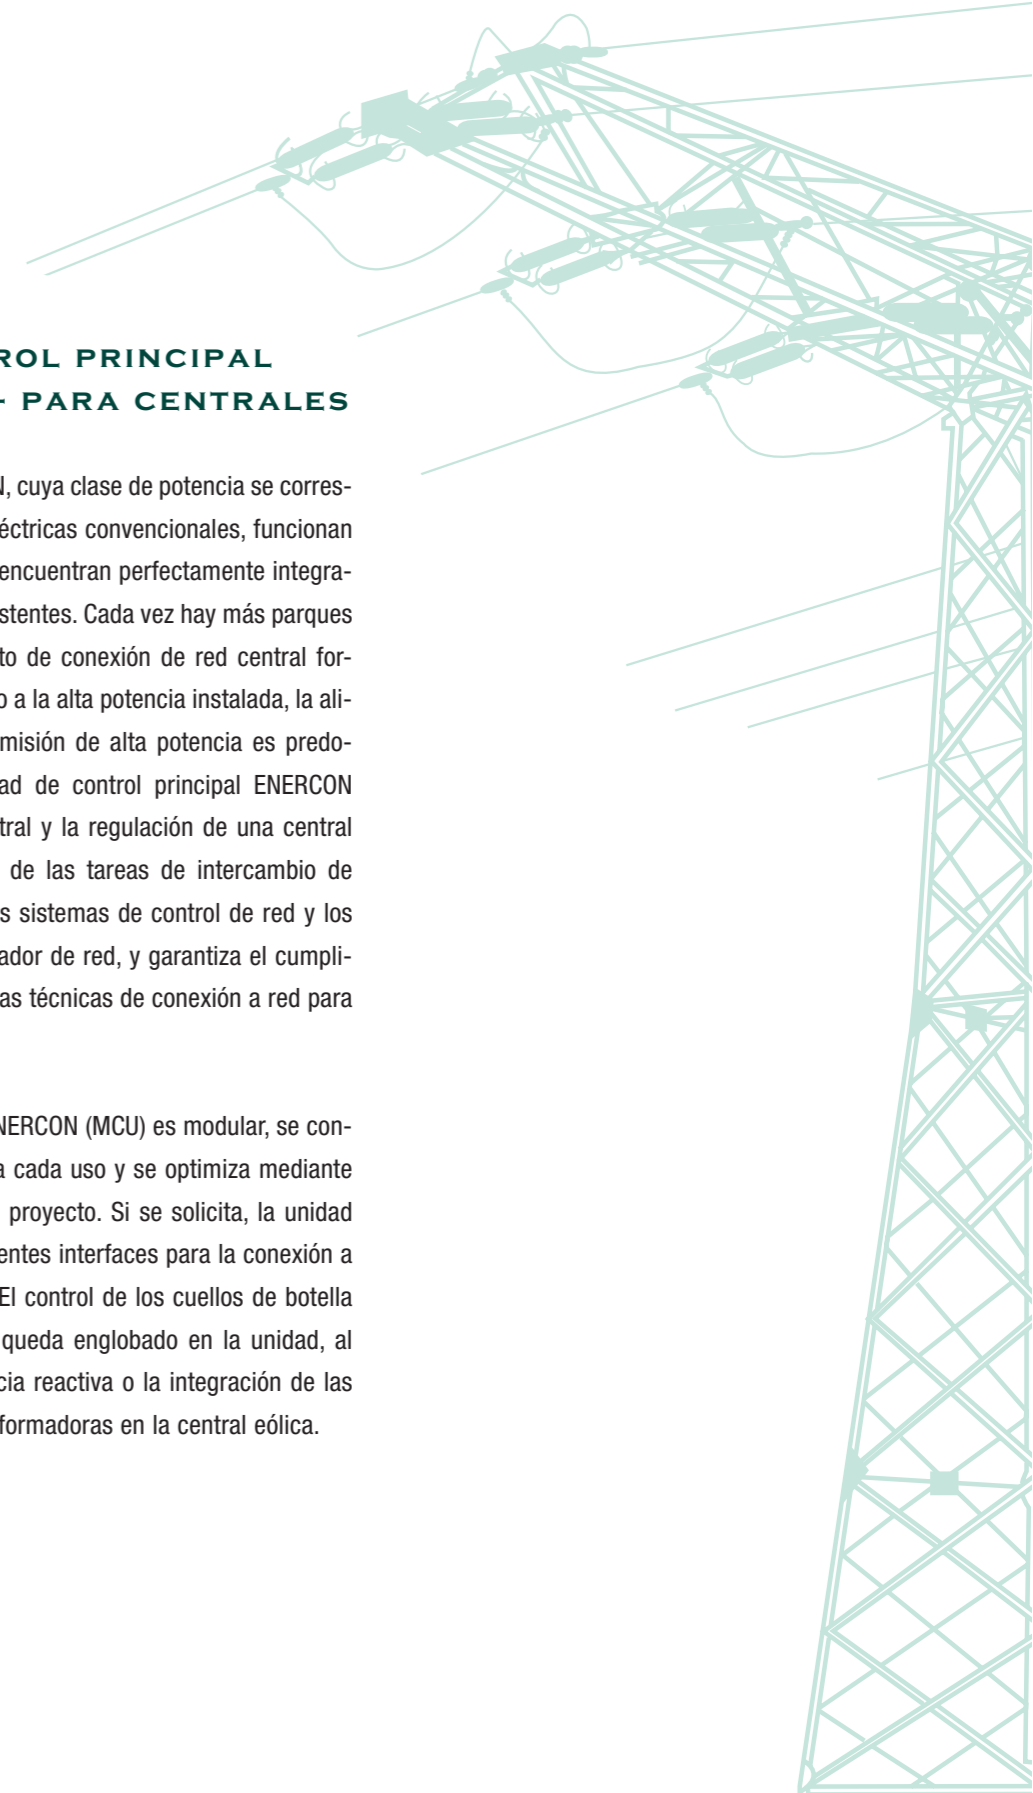 ROL PRINCIPAL
PARA CENTRALES
N, cuya clase de potencia se corres-
éctricas convencionales, funcionan
encuentran perfectamente integra-
stentes. Cada vez hay más parques
to de conexión de red central for-
o a la alta potencia instalada, la ali-
misión de alta potencia es predo-
ad de control principal ENERCON
tral y la regulación de una central
de las tareas de intercambio de
s sistemas de control de red y los
ador de red, y garantiza el cumpli-
as técnicas de conexión a red para
NERCON (MCU) es modular, se con-
a cada uso y se optimiza mediante
proyecto. Si se solicita, la unidad
entes interfaces para la conexión a
El control de los cuellos de botella
queda englobado en la unidad, al
cia reactiva o la integración de las
formadoras en la central eólica.